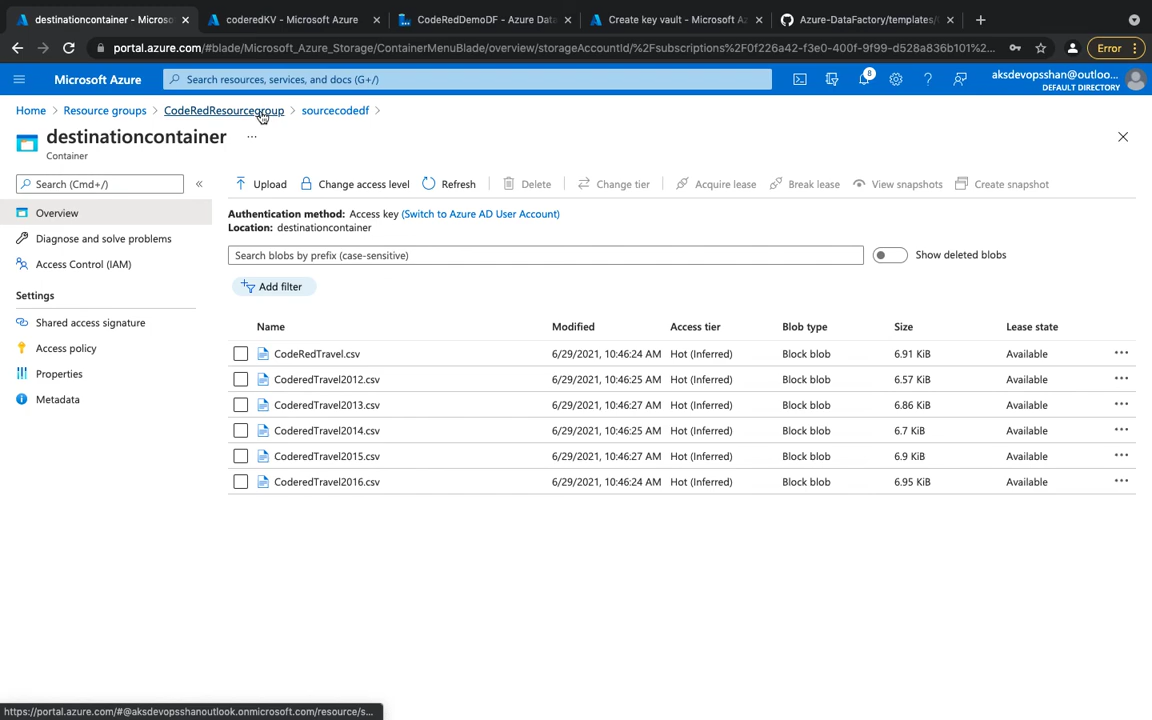 destinationcontainer - Microso
coderedKV - Microsoft Azure
CodeRedDemoDF - Azure Dat
Create key vault - Microsoft Az
Azure-DataFactory/templates/
portal.azure.com/#blade/Microsoft_Azure_Storage/ContainerMenuBlade/overview/storageAccountId/%2Fsubscriptions%2F0f226a42-f3e0-400f-9f99-d528a836b101%2...
Error
Microsoft Azure
Search resources, services, and docs (G+/)
8
aksdevopsshan@outloo...
DEFAULT DIRECTORY
Home > Resource groups > CodeRedResourcegroup > sourcecodedf >
destinationcontainer ...
Container
Search (Cmd+/)
«
Upload Change access level Refresh Delete Change tier Acquire lease Break lease View snapshots Create snapshot
Overview
Diagnose and solve problems
Access Control (IAM)
Settings
Shared access signature
Access policy
Properties
Metadata
Authentication method: Access key (Switch to Azure AD User Account)
Location: destinationcontainer
Search blobs by prefix (case-sensitive)
Show deleted blobs
Add filter
Name Modified Access tier Blob type Size Lease state
CodeRedTravel.csv 6/29/2021, 10:46:24 AM Hot (Inferred) Block blob 6.91 KiB Available ...
CoderedTravel2012.csv 6/29/2021, 10:46:25 AM Hot (Inferred) Block blob 6.57 KiB Available ...
CoderedTravel2013.csv 6/29/2021, 10:46:27 AM Hot (Inferred) Block blob 6.86 KiB Available ...
CoderedTravel2014.csv 6/29/2021, 10:46:25 AM Hot (Inferred) Block blob 6.7 KiB Available ...
CoderedTravel2015.csv 6/29/2021, 10:46:27 AM Hot (Inferred) Block blob 6.9 KiB Available ...
CoderedTravel2016.csv 6/29/2021, 10:46:24 AM Hot (Inferred) Block blob 6.95 KiB Available ...
https://portal.azure.com/#@aksdevopsshanoutlook.onmicrosoft.com/resource/s...